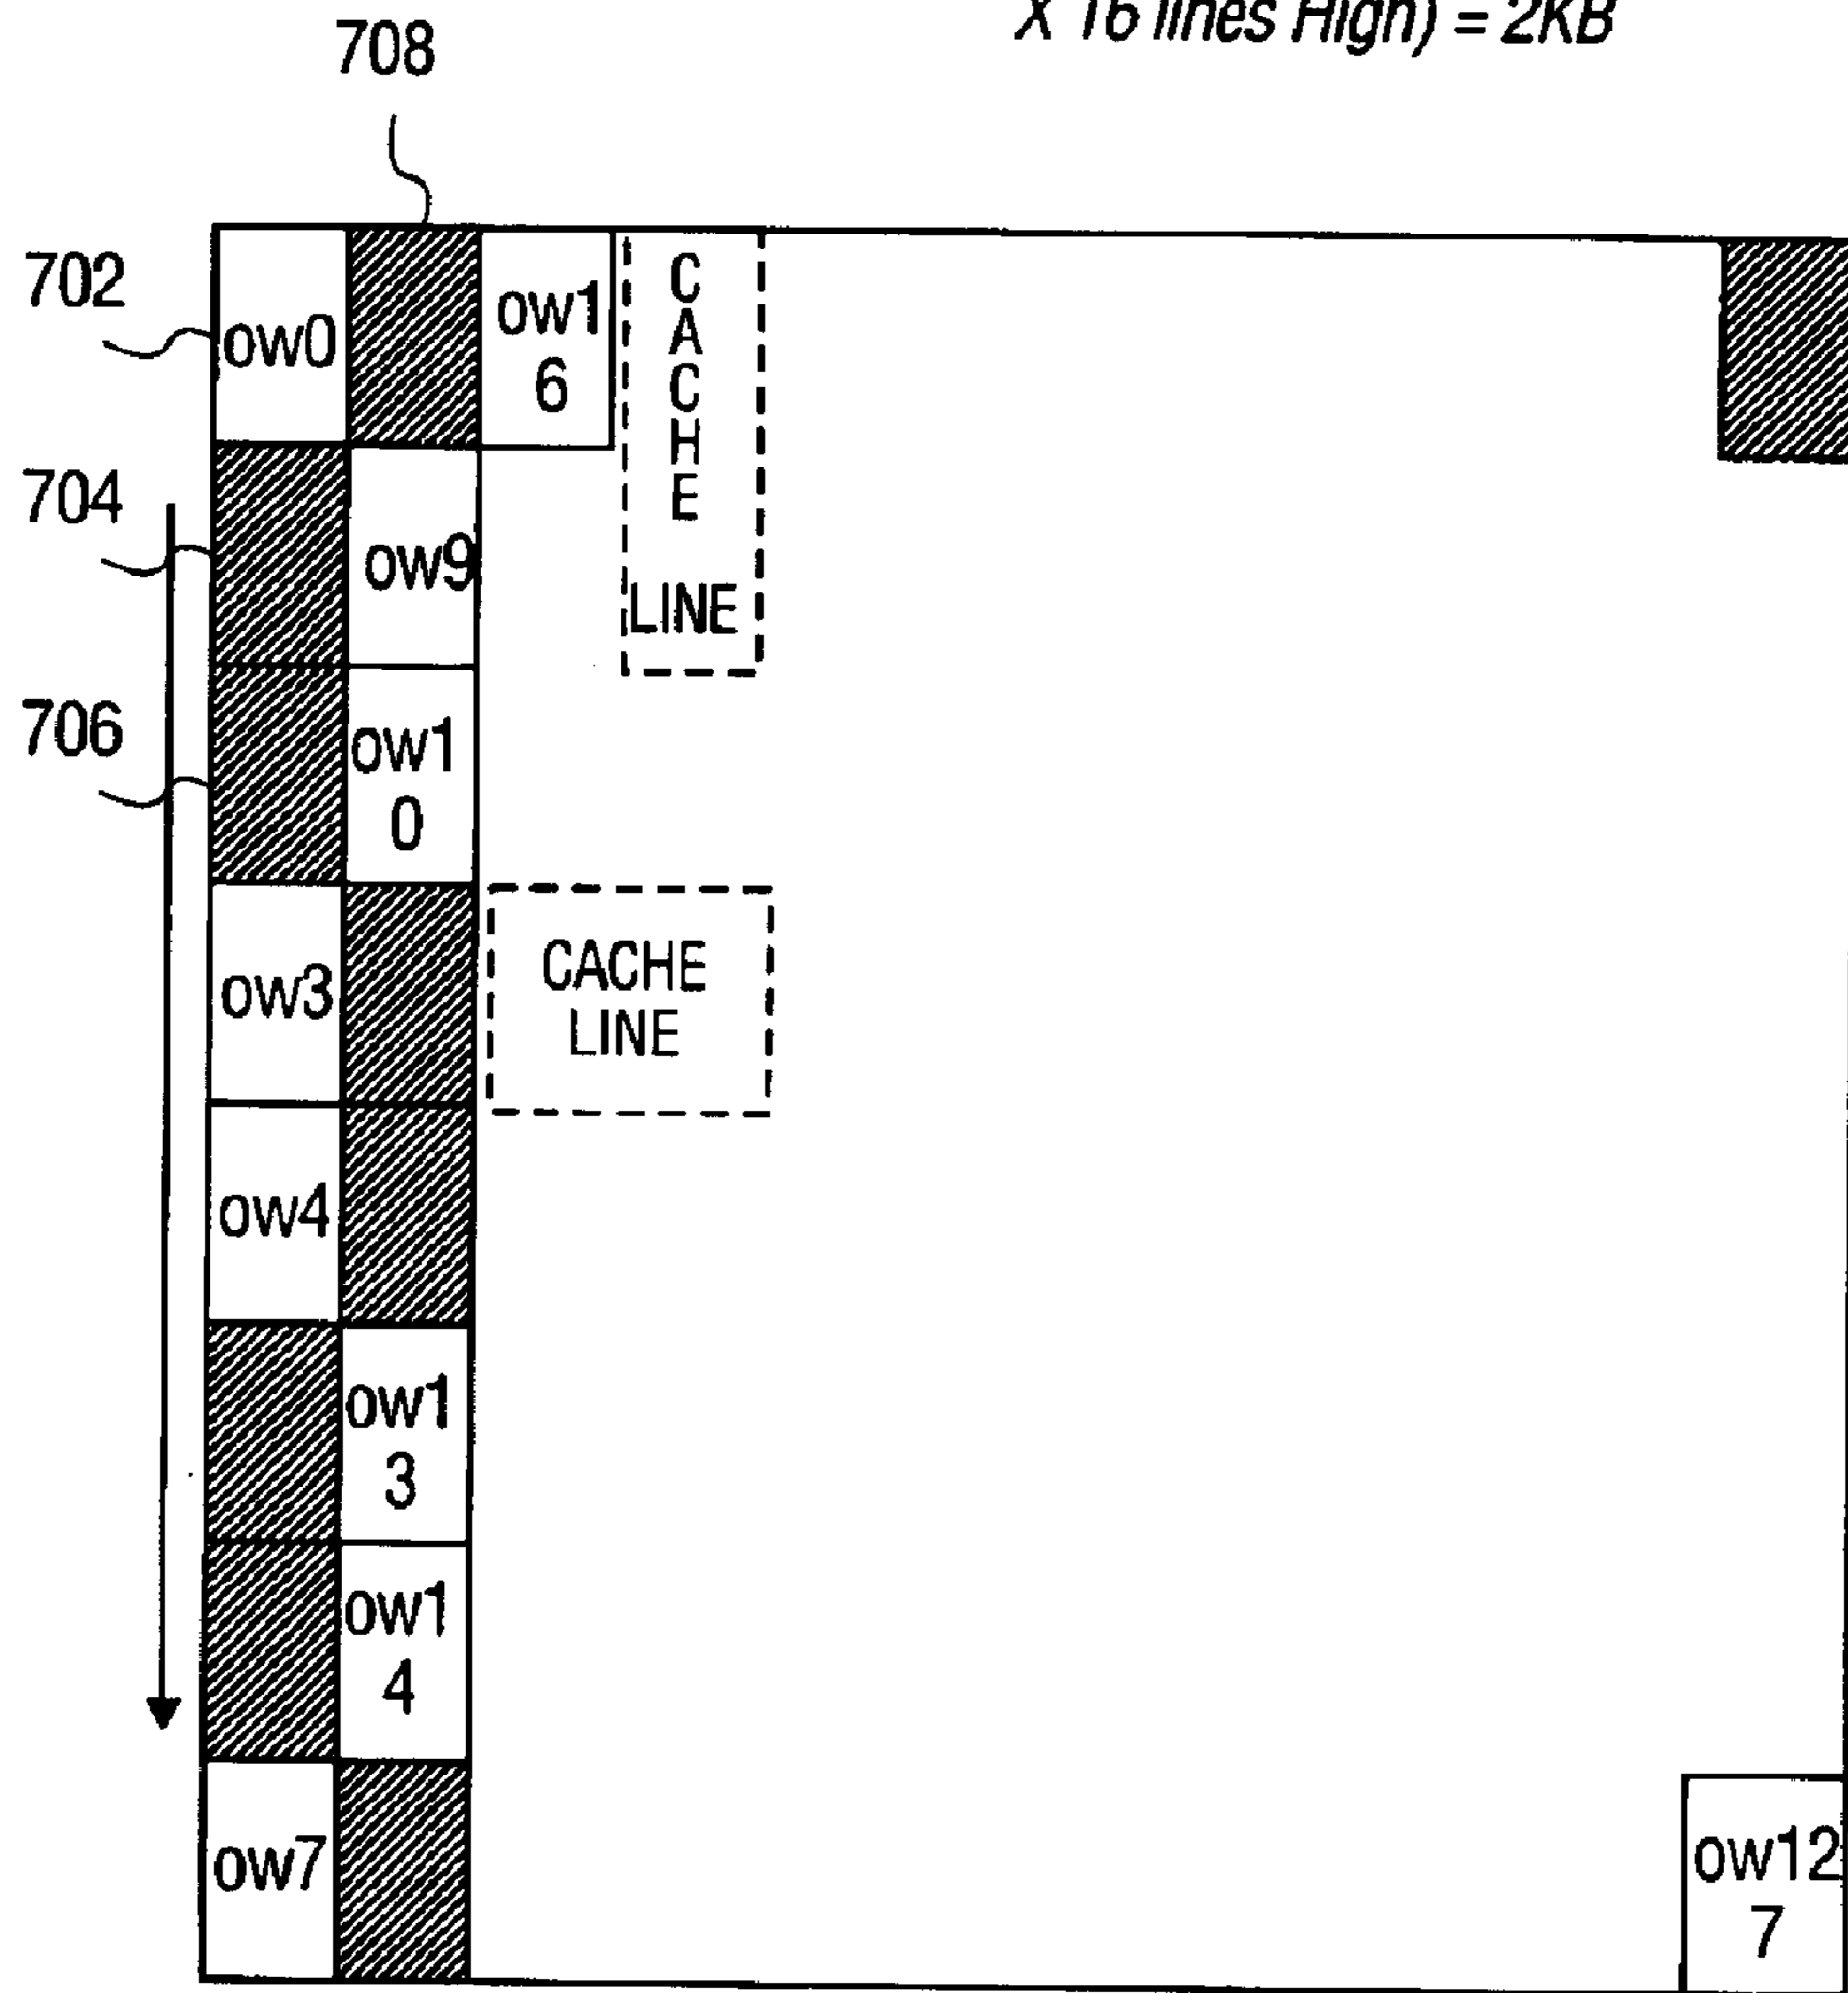 X 16 lines High) = 2KB
708
702
ow0
ow1
6
C
A
C
H
E
LINE
704
ow9
706
ow1
0
ow3
CACHE
LINE
ow4
ow1
3
ow1
4
ow7
ow12
7